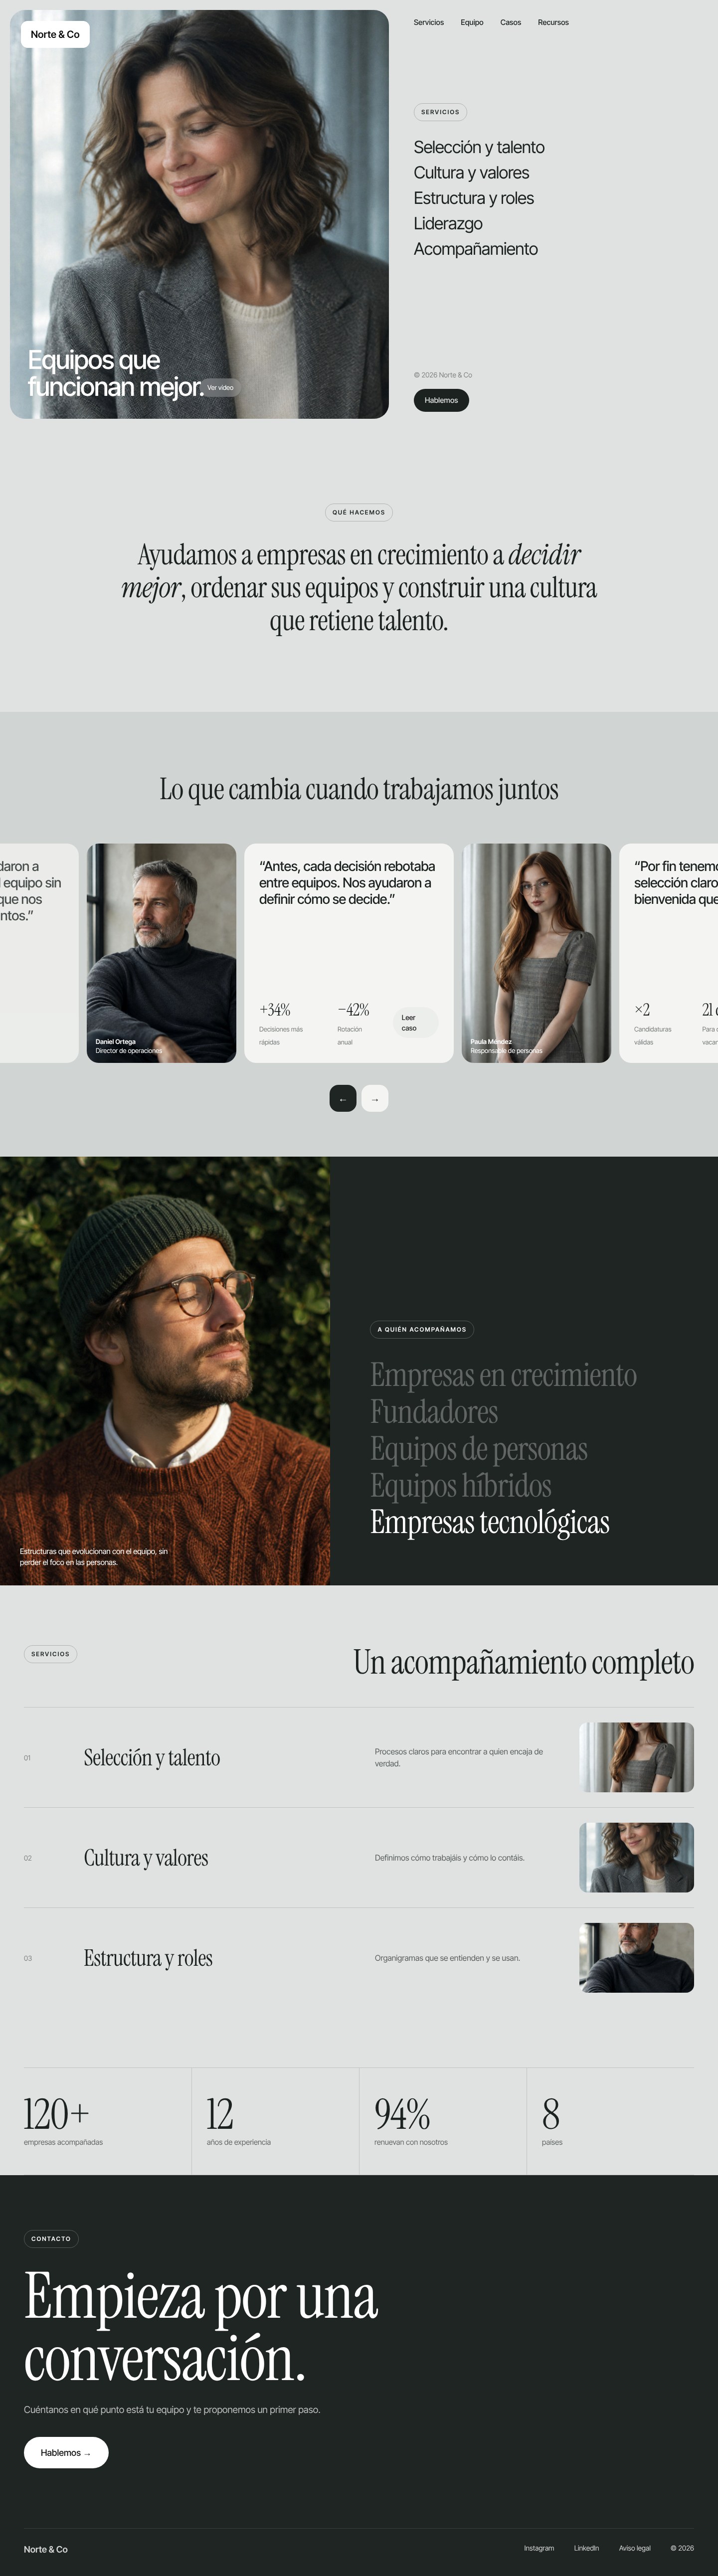 Norte & Co
Servicios
Equipo
Casos
Recursos
SERVICIOS
Selección y talento
Cultura y valores
Estructura y roles
Liderazgo
Acompañamiento
Equipos que
funcionan mejor.
Ver vídeo
© 2026 Norte & Co
Hablemos
QUÉ HACEMOS
Ayudamos a empresas en crecimiento a decidir
mejor, ordenar sus equipos y construir una cultura
que retiene talento.
Lo que cambia cuando trabajamos juntos
daron a
l equipo sin
que nos
ntos.”
Daniel Ortega
Director de operaciones
“Antes, cada decisión rebotaba
entre equipos. Nos ayudaron a
definir cómo se decide.”
+34%
Decisiones más
rápidas
−42%
Rotación
anual
Leer
caso
Paula Méndez
Responsable de personas
“Por fin tenemo
selección claro
bienvenida que
×2
Candidaturas
válidas
21
Para
vacan
←
→
A QUIÉN ACOMPAÑAMOS
Empresas en crecimiento
Fundadores
Equipos de personas
Equipos híbridos
Empresas tecnológicas
Estructuras que evolucionan con el equipo, sin
perder el foco en las personas.
SERVICIOS
Un acompañamiento completo
01
Selección y talento
Procesos claros para encontrar a quien encaja de
verdad.
02
Cultura y valores
Definimos cómo trabajáis y cómo lo contáis.
03
Estructura y roles
Organigramas que se entienden y se usan.
120+
empresas acompañadas
12
años de experiencia
94%
renuevan con nosotros
8
países
CONTACTO
Empieza por una
conversación.
Cuéntanos en qué punto está tu equipo y te proponemos un primer paso.
Hablemos →
Norte & Co
Instagram
LinkedIn
Aviso legal
© 2026